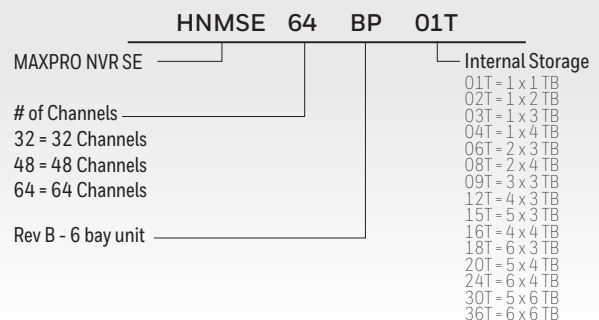 HNMSE 64 BP 01T
MAXPRO NVR SE
# of Channels
32 = 32 Channels
48 = 48 Channels
64 = 64 Channels
Rev B - 6 bay unit
Internal Storage
01T = 1 x 1 TB
02T = 1 x 2 TB
03T = 1 x 3 TB
04T = 1 x 4 TB
06T = 2 x 3 TB
08T = 2 x 4 TB
09T = 3 x 3 TB
12T = 4 x 3 TB
15T = 5 x 3 TB
16T = 4 x 4 TB
18T = 6 x 3 TB
20T = 5 x 4 TB
24T = 6 x 4 TB
30T = 5 x 6 TB
36T = 6 x 6 TB